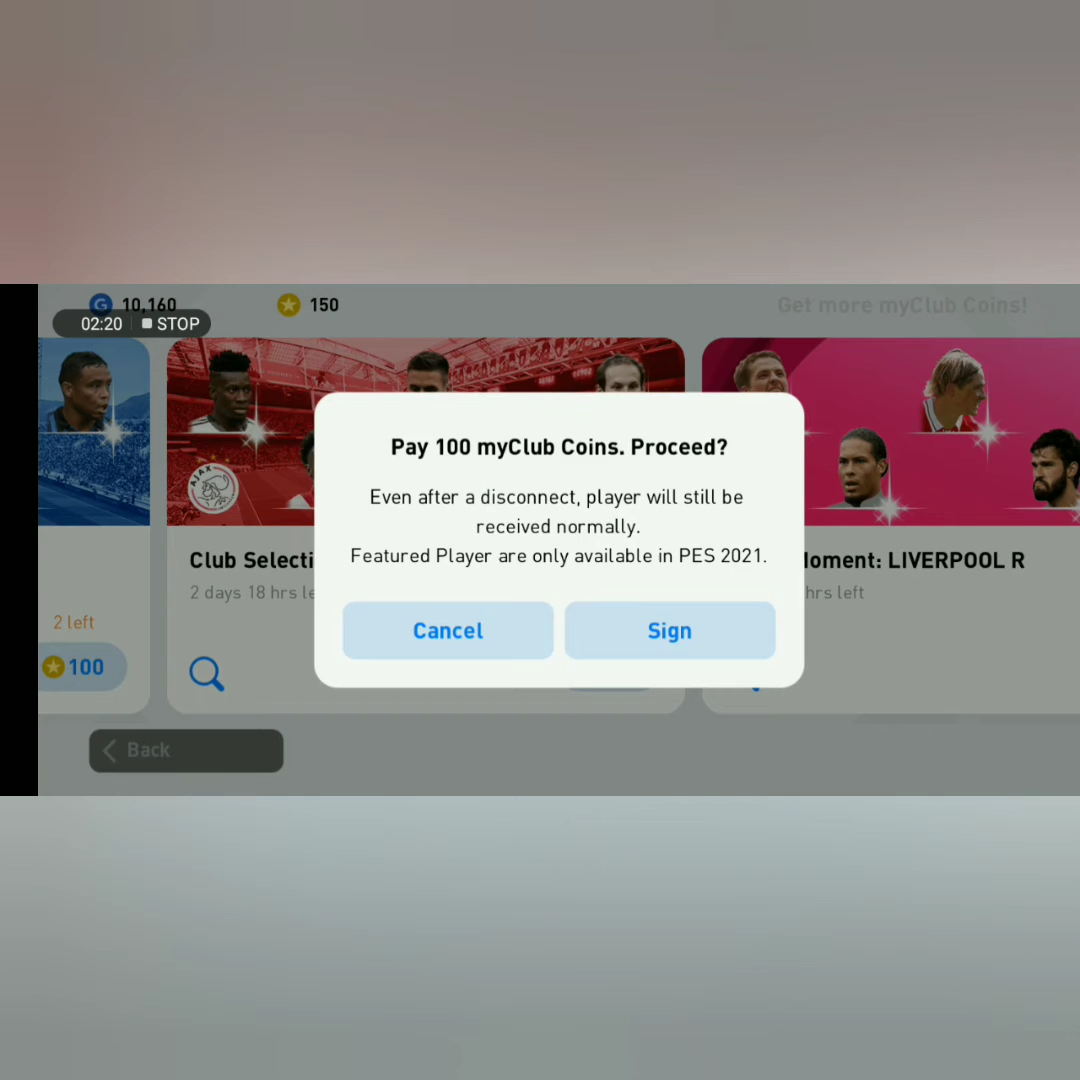 10,160
150
Get more myClub Coins!
02:20
STOP
Pay 100 myClub Coins. Proceed?
Even after a disconnect, player will still be
received normally.
Featured Player are only available in PES 2021.
Cancel
Sign
AJAX
Club Selecti
2 days 18 hrs le
oment: LIVERPOOL R
hrs left
2 left
100
Back